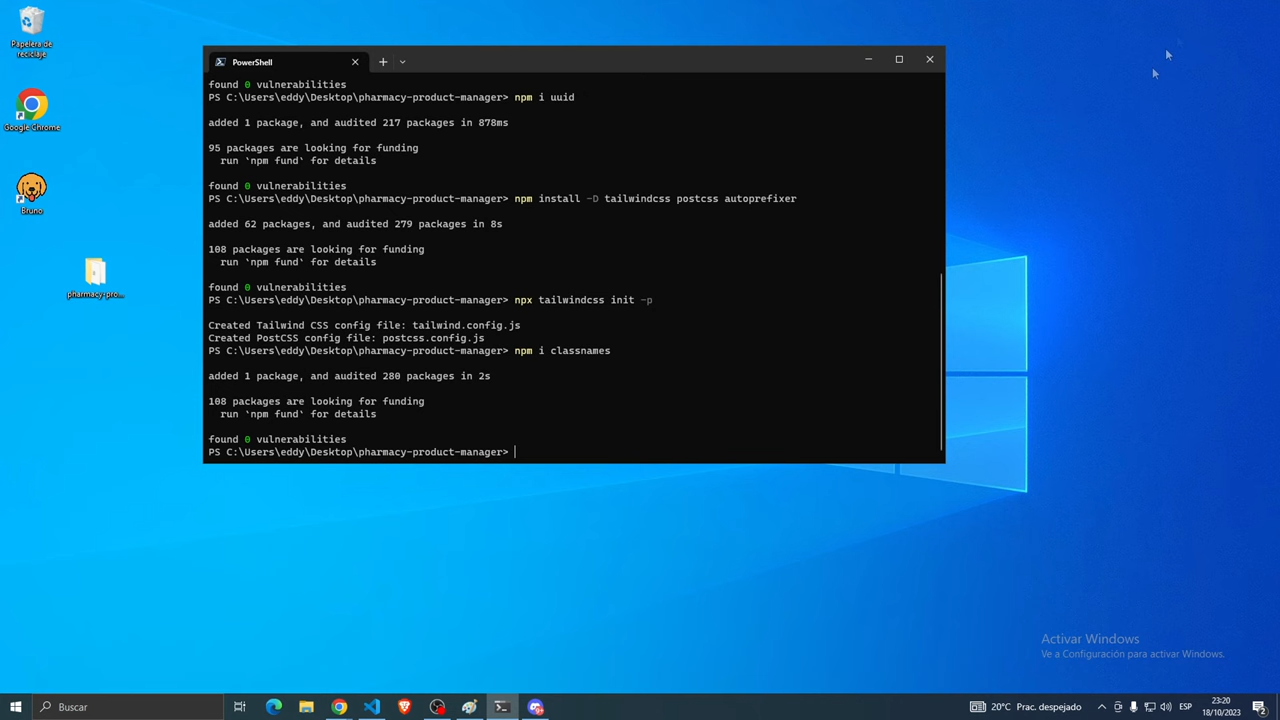 Papelera de
reciclaje
Google Chrome
Bruno
pharmacy-pro...
PowerShell
found 0 vulnerabilities
PS C:\Users\eddy\Desktop\pharmacy-product-manager> npm i uuid
added 1 package, and audited 217 packages in 878ms
95 packages are looking for funding
run `npm fund` for details
found 0 vulnerabilities
PS C:\Users\eddy\Desktop\pharmacy-product-manager> npm install -D tailwindcss postcss autoprefixer
added 62 packages, and audited 279 packages in 8s
108 packages are looking for funding
run `npm fund` for details
found 0 vulnerabilities
PS C:\Users\eddy\Desktop\pharmacy-product-manager> npx tailwindcss init -p
Created Tailwind CSS config file: tailwind.config.js
Created PostCSS config file: postcss.config.js
PS C:\Users\eddy\Desktop\pharmacy-product-manager> npm i classnames
added 1 package, and audited 280 packages in 2s
108 packages are looking for funding
run `npm fund` for details
found 0 vulnerabilities
PS C:\Users\eddy\Desktop\pharmacy-product-manager>
Activar Windows
Ve a Configuración para activar Windows.
Buscar
20°C Prac. despejado
ESP
23:20
18/10/2023
2